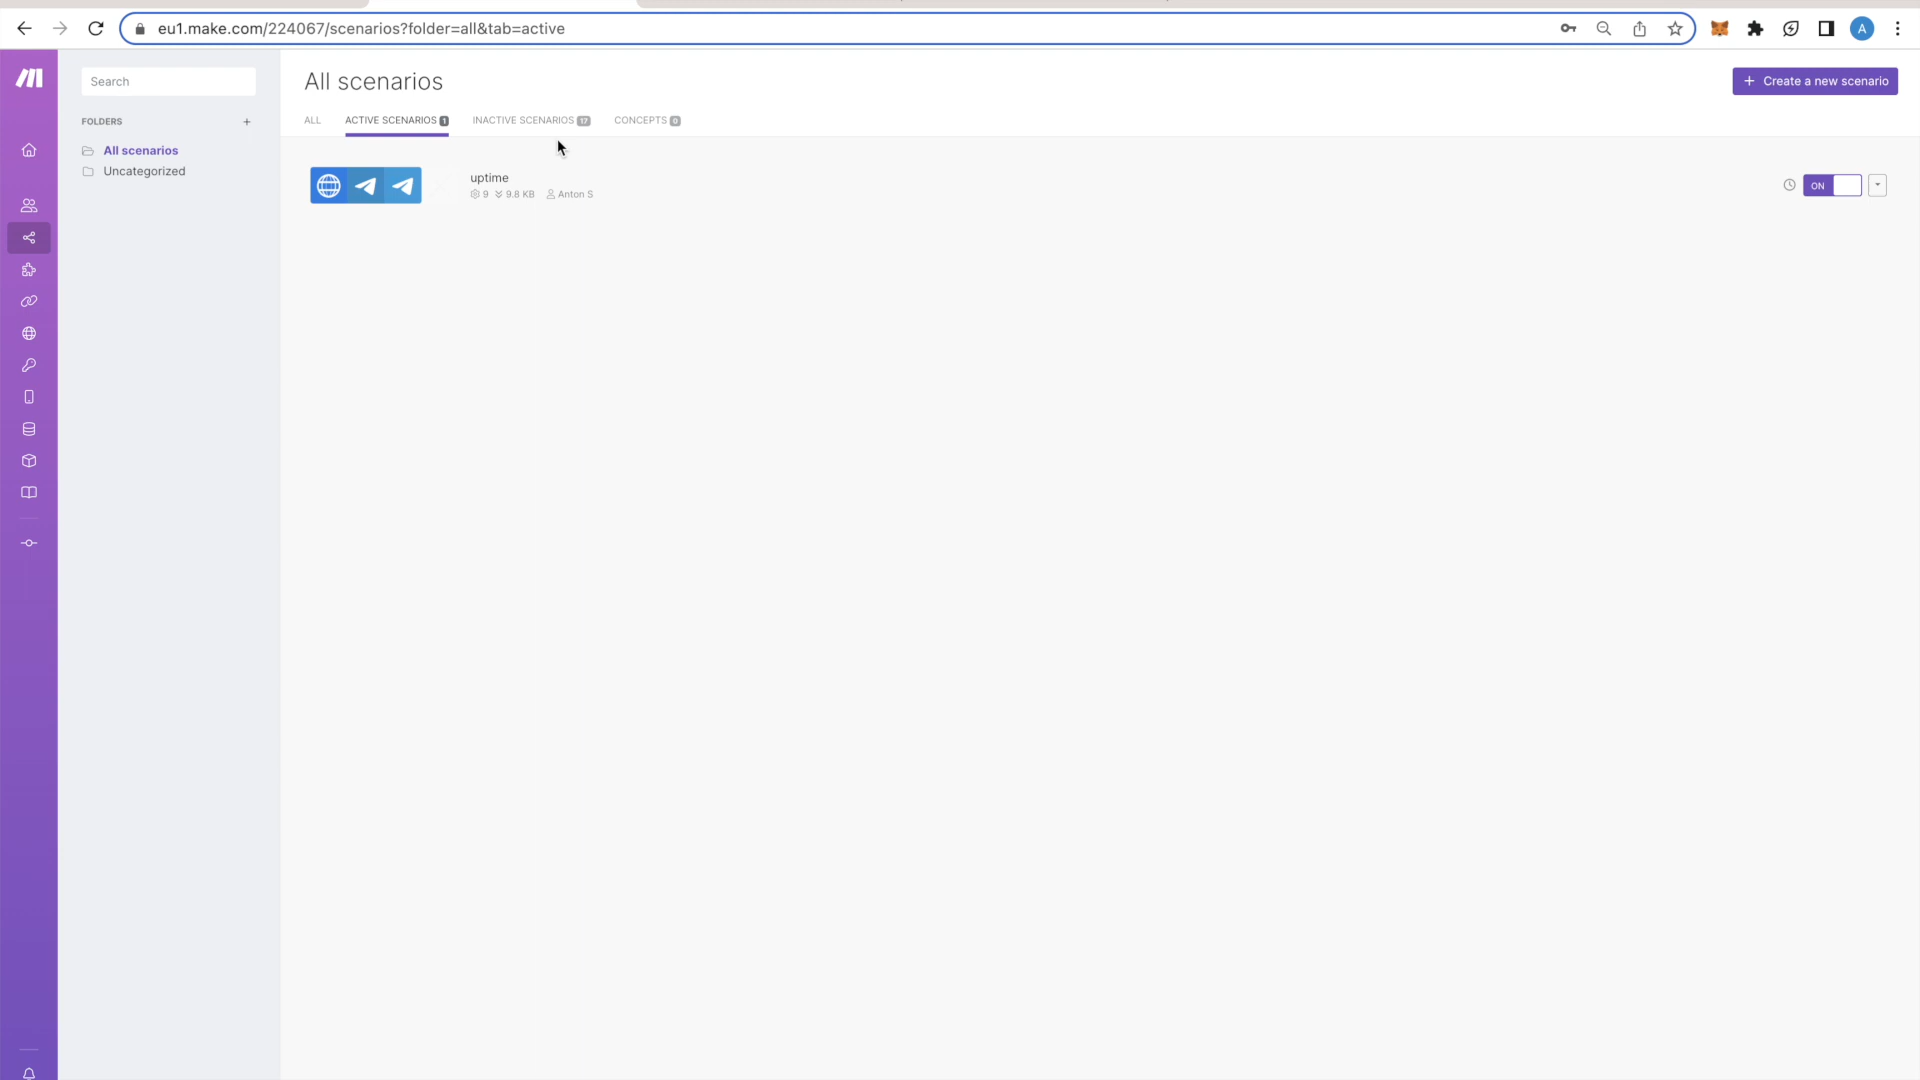 eu1.make.com/224067/scenarios?folder=all&tab=active
A
Search
All scenarios
+ Create a new scenario
FOLDERS +
ALL ACTIVE SCENARIOS 1 INACTIVE SCENARIOS 17 CONCEPTS 0
All scenarios
Uncategorized
uptime
9 9.8 KB Anton S
ON